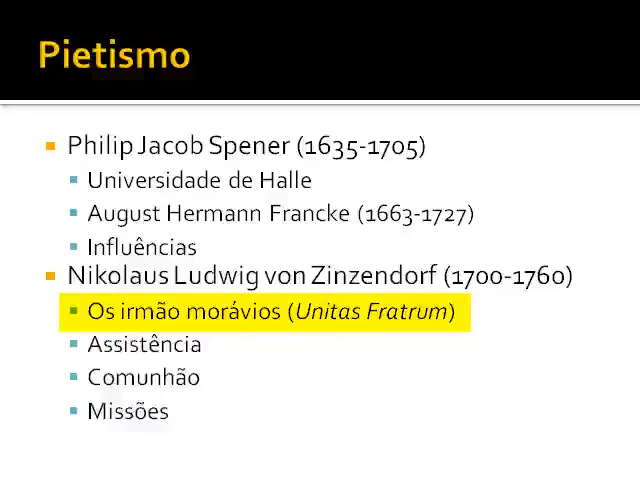 Pietismo
Philip Jacob Spener (1635-1705)
Universidade de Halle
August Hermann Francke (1663-1727)
Influências
Nikolaus Ludwig von Zinzendorf (1700-1760)
Os irmão morávios (Unitas Fratrum)
Assistência
Comunhão
Missões